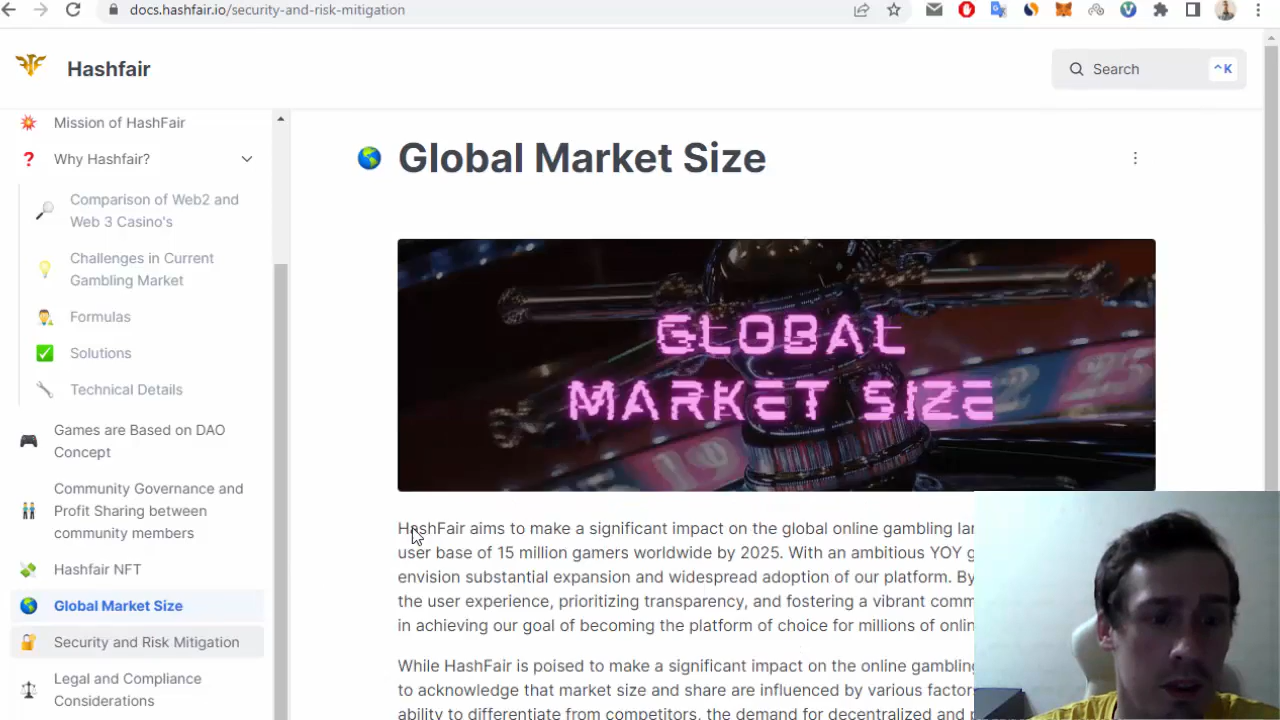 docs.hashfair.io/security-and-risk-mitigation
Hashfair
Search
^K
Mission of HashFair
Why Hashfair?
Comparison of Web2 and
Web 3 Casino's
Challenges in Current
Gambling Market
Formulas
Solutions
Technical Details
Games are Based on DAO
Concept
Community Governance and
Profit Sharing between
community members
Hashfair NFT
Global Market Size
Security and Risk Mitigation
Legal and Compliance
Considerations
Global Market Size
GLOBAL
MARKET SIZE
HashFair aims to make a significant impact on the global online gambling
user base of 15 million gamers worldwide by 2025. With an ambitious YOY
envision substantial expansion and widespread adoption of our platform. By
the user experience, prioritizing transparency, and fostering a vibrant
in achieving our goal of becoming the platform of choice for millions of
While HashFair is poised to make a significant impact on the online
to acknowledge that market size and share are influenced by various
ability to differentiate from competitors, the demand for decentralized and